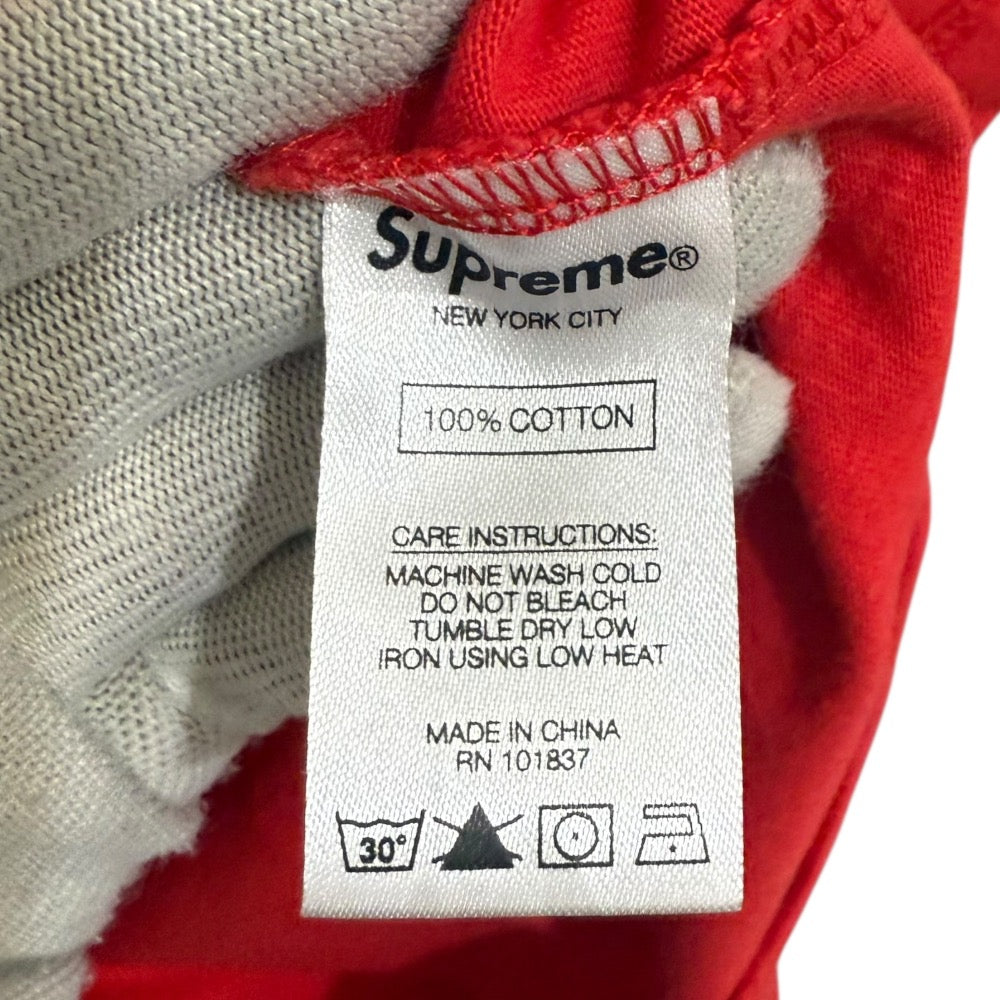 Supreme®
NEW YORK CITY
100% COTTON
CARE INSTRUCTIONS:
MACHINE WASH COLD
DO NOT BLEACH
TUMBLE DRY LOW
IRON USING LOW HEAT
MADE IN CHINA
RN 101837
30°